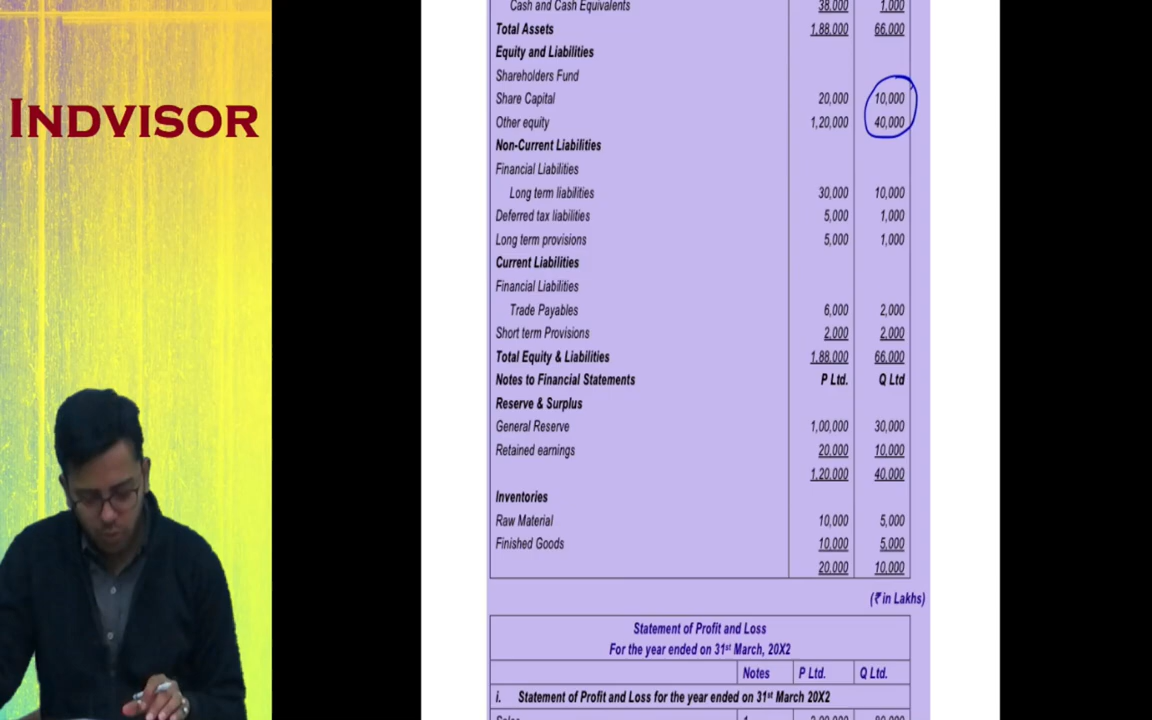 Cash and Cash Equivalents 38,000 1,000
INDVISOR
Total Assets 1,88,000 66,000
Equity and Liabilities
Shareholders Fund
Share Capital 20,000 10,000
Other equity 1,20,000 40,000
Non-Current Liabilities
Financial Liabilities
Long term liabilities 30,000 10,000
Deferred tax liabilities 5,000 1,000
Long term provisions 5,000 1,000
Current Liabilities
Financial Liabilities
Trade Payables 6,000 2,000
Short term Provisions 2,000 2,000
Total Equity & Liabilities 1,88,000 66,000
Notes to Financial Statements P Ltd. Q Ltd
Reserve & Surplus
General Reserve 1,00,000 30,000
Retained earnings 20,000 10,000
1,20,000 40,000
Inventories
Raw Material 10,000 5,000
Finished Goods 10,000 5,000
20,000 10,000
(₹ in Lakhs)
Statement of Profit and Loss
For the year ended on 31st March, 20X2
Notes P Ltd. Q Ltd.
i. Statement of Profit and Loss for the year ended on 31st March 20X2